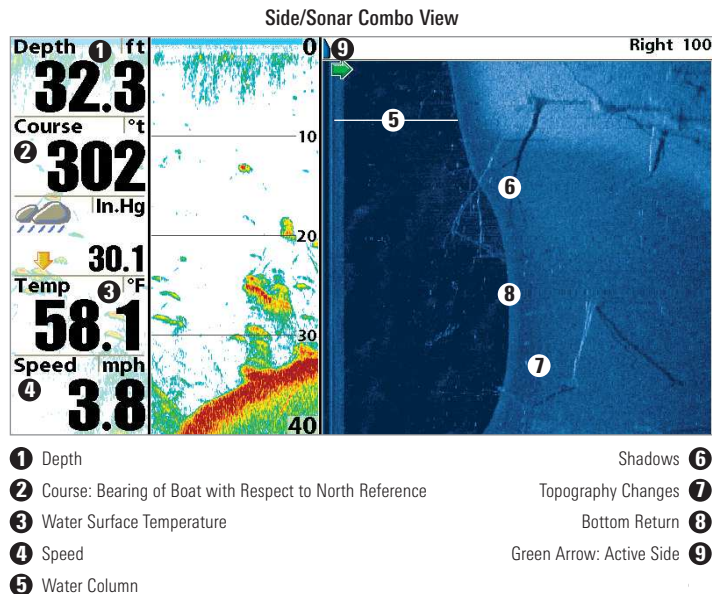 Side/Sonar Combo View
Depth 1 ft
32.3
Course °t
2 302
In.Hg
30.1
Temp 3 °F
58.1
Speed mph
4 3.8
0
10
20
30
40
9 Right 100
5
6
8
7
1 Depth
2 Course: Bearing of Boat with Respect to North Reference
3 Water Surface Temperature
4 Speed
5 Water Column
Shadows 6
Topography Changes 7
Bottom Return 8
Green Arrow: Active Side 9